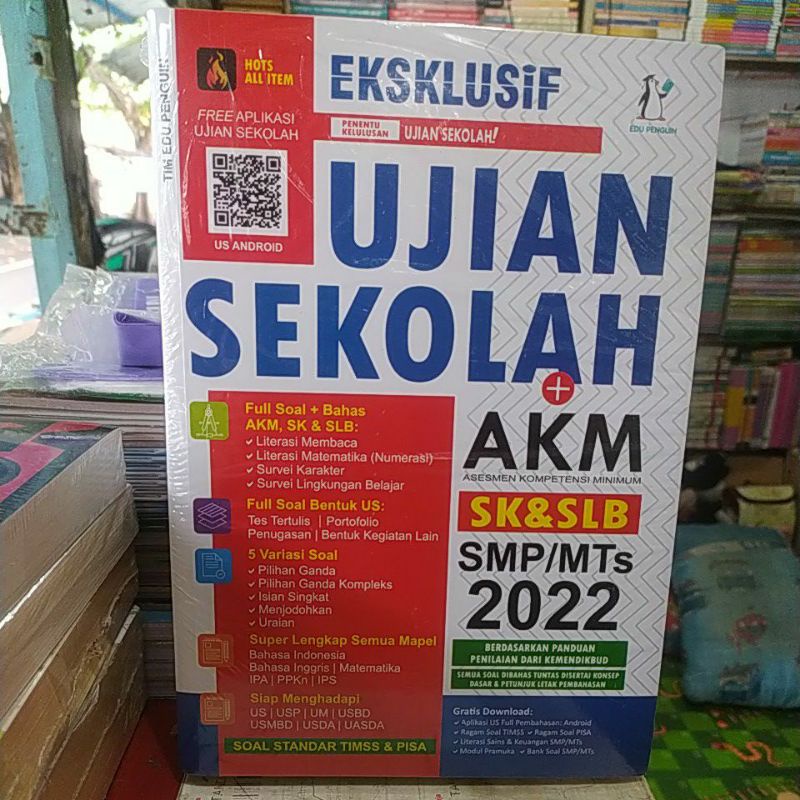 TIM EDU PENGUIN
HOTS
ALL ITEM
FREE APLIKASI
UJIAN SEKOLAH
US ANDROID
EKSKLUSiF
EDU PENGUIN
PENENTU
KELULUSAN
UJIAN SEKOLAH!
UJIAN
SEKOLAH
+
AKM
ASESMEN KOMPETENSI MINIMUM
SK&SLB
SMP/MTs
2022
BERDASARKAN PANDUAN
PENILAIAN DARI KEMENDIKBUD
SEMUA SOAL DIBAHAS TUNTAS DISERTAI KONSEP
DASAR & PETUNJUK LETAK PEMBAHASAN
Full Soal + Bahas
AKM, SK & SLB:
✓ Literasi Membaca
✓ Literasi Matematika (Numerasi)
✓ Survei Karakter
✓ Survei Lingkungan Belajar
Full Soal Bentuk US:
Tes Tertulis | Portofolio
Penugasan | Bentuk Kegiatan Lain
5 Variasi Soal
✓ Pilihan Ganda
✓ Pilihan Ganda Kompleks
✓ Isian Singkat
✓ Menjodohkan
✓ Uraian
Super Lengkap Semua Mapel
Bahasa Indonesia
Bahasa Inggris | Matematika
IPA | PPKn | IPS
Siap Menghadapi
US | USP | UM | USBD
USMBD | USDA | UASDA
SOAL STANDAR TIMSS & PISA
Gratis Download:
✓ Aplikasi US Full Pembahasan: Android
✓ Ragam Soal TIMSS ✓ Ragam Soal PISA
✓ Literasi Sains & Keuangan SMP/MTs
✓ Modul Pramuka ✓ Bank Soal SMP/MTs